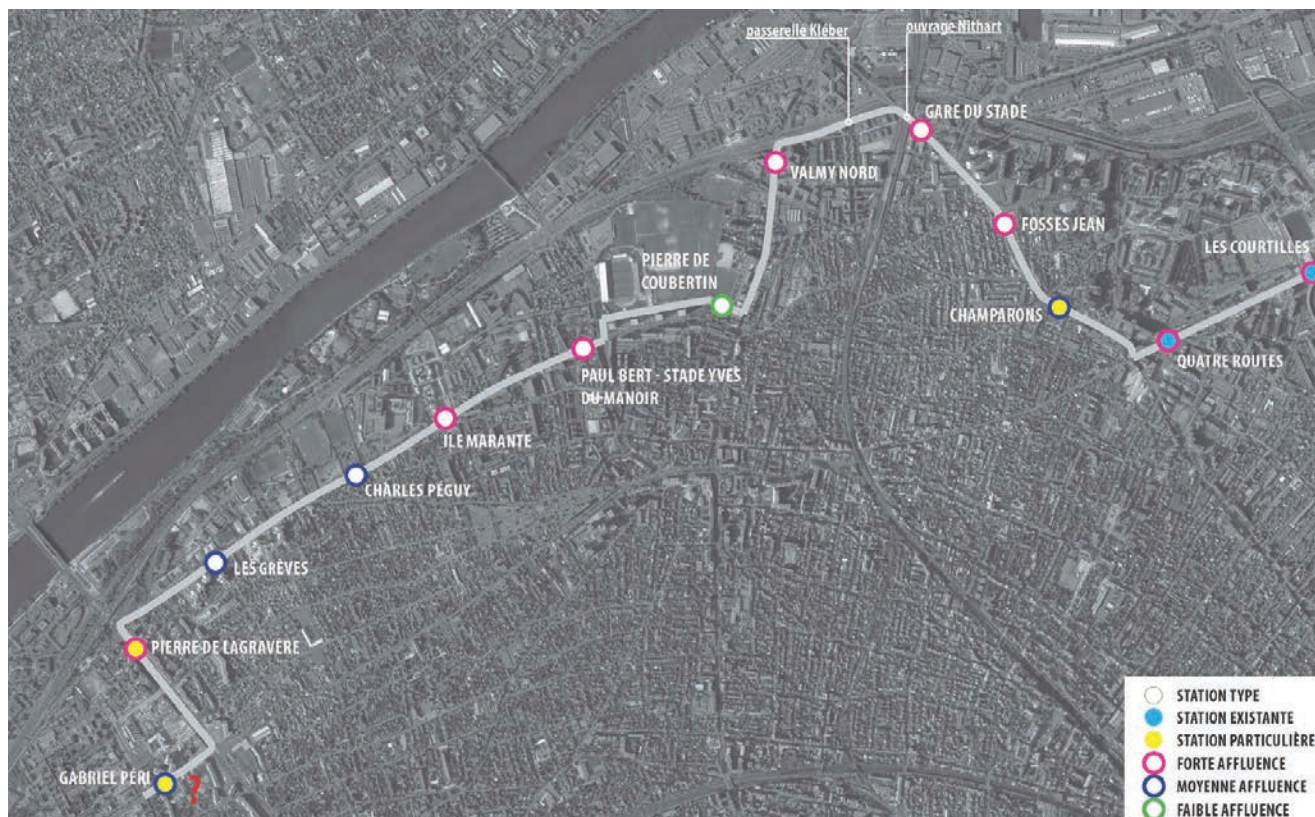 passerelle Kléber
ouvrage Nithart
GARE DU STADE
VALMY NORD
FOSSES JEAN
LES COURTILLES
PIERRE DE
COUBERTIN
CHAMPARONS
QUATRE ROUTES
PAUL BERT - STADE YVES
DU MANOIR
ILE MARANTE
CHARLES PÉGUY
LES GRÈVES
PIERRE DE LAGRAVÈRE
GABRIEL PÉRI
?
STATION TYPE
STATION EXISTANTE
STATION PARTICULIÈRE
FORTE AFFLUENCE
MOYENNE AFFLUENCE
FAIBLE AFFLUENCE